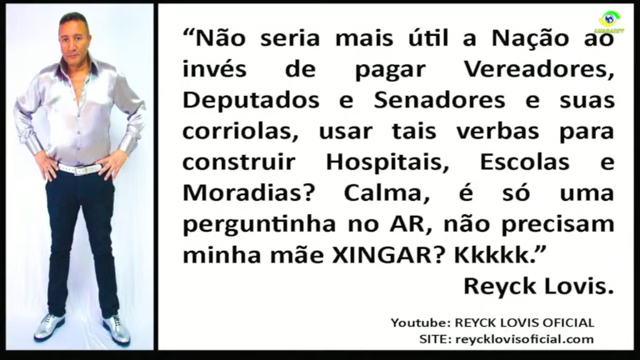 “Não seria mais útil a Nação ao
invés de pagar Vereadores,
Deputados e Senadores e suas
corriolas, usar tais verbas para
construir Hospitais, Escolas e
Moradias? Calma, é só uma
perguntinha no AR, não precisam
minha mãe XINGAR? Kkkkk.”
Reyck Lovis.
Youtube: REYCK LOVIS OFICIAL
SITE: reycklovisoficial.com